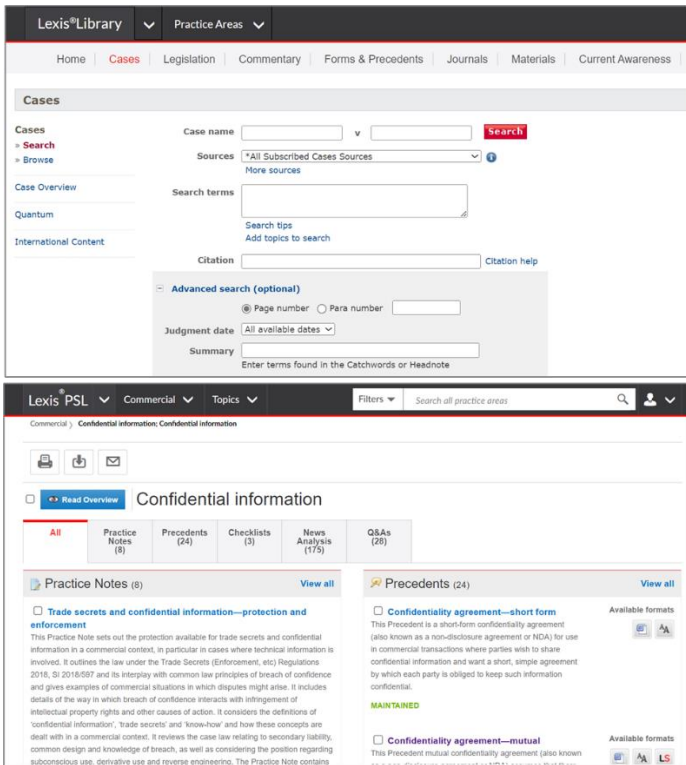 Lexis®Library
Practice Areas
Home
Cases
Legislation
Commentary
Forms & Precedents
Journals
Materials
Current Awareness
Cases
Cases
» Search
» Browse
Case Overview
Quantum
International Content
Case name
v
Search
Sources
*All Subscribed Cases Sources
More sources
Search terms
Search tips
Add topics to search
Citation
Citation help
Advanced search (optional)
Page number
Para number
Judgment date
All available dates
Summary
Enter terms found in the Catchwords or Headnote
Lexis®PSL
Commercial
Topics
Filters
Search all practice areas
Commercial > Confidential information; Confidential information
Read Overview
Confidential information
All
Practice
Notes
(8)
Precedents
(24)
Checklists
(3)
News
Analysis
(175)
Q&As
(28)
Practice Notes (8)
View all
Trade secrets and confidential information—protection and
enforcement
This Practice Note sets out the protection available for trade secrets and confidential
information in a commercial context, in particular in cases where technical information is
involved. It outlines the law under the Trade Secrets (Enforcement, etc) Regulations
2018, SI 2018/597 and its interplay with common law principles of breach of confidence
and gives examples of commercial situations in which disputes might arise. It includes
details of the way in which breach of confidence interacts with infringement of
intellectual property rights and other causes of action. It considers the definitions of
'confidential information', 'trade secrets' and 'know-how' and how these concepts are
dealt with in a commercial context. It reviews the case law relating to secondary liability,
common design and knowledge of breach, as well as considering the position regarding
subconscious use, derivative use and reverse engineering. The Practice Note contains
Precedents (24)
View all
Confidentiality agreement—short form
This Precedent is a short-form confidentiality agreement
(also known as a non-disclosure agreement or NDA) for use
in commercial transactions where parties wish to share
confidential information and want a short, simple agreement
by which each party is obliged to keep such information
confidential.
MAINTAINED
Available formats
Confidentiality agreement—mutual
This Precedent mutual confidentiality agreement (also known
Available formats
LS